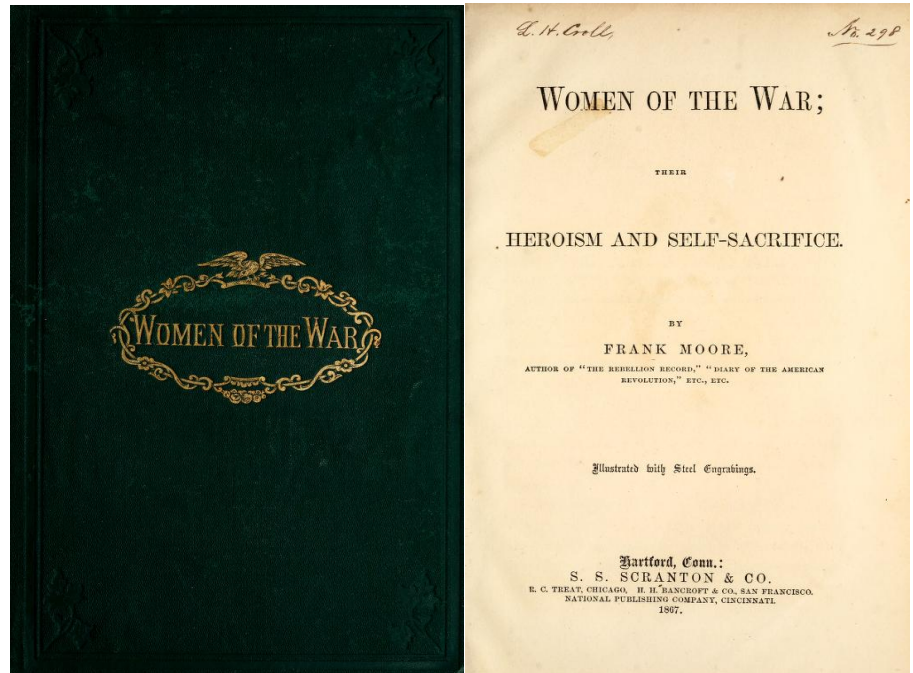 WOMEN OF THE WAR
L. H. Croll,
No. 298
WOMEN OF THE WAR;
THEIR
HEROISM AND SELF-SACRIFICE.
BY
FRANK MOORE,
AUTHOR OF "THE REBELLION RECORD," "DIARY OF THE AMERICAN
REVOLUTION," ETC., ETC.
Illustrated with Steel Engravings.
Hartford, Conn.:
S. S. SCRANTON & CO.
R. C. TREAT, CHICAGO, H. H. BANCROFT & CO., SAN FRANCISCO.
NATIONAL PUBLISHING COMPANY, CINCINNATI.
1867.